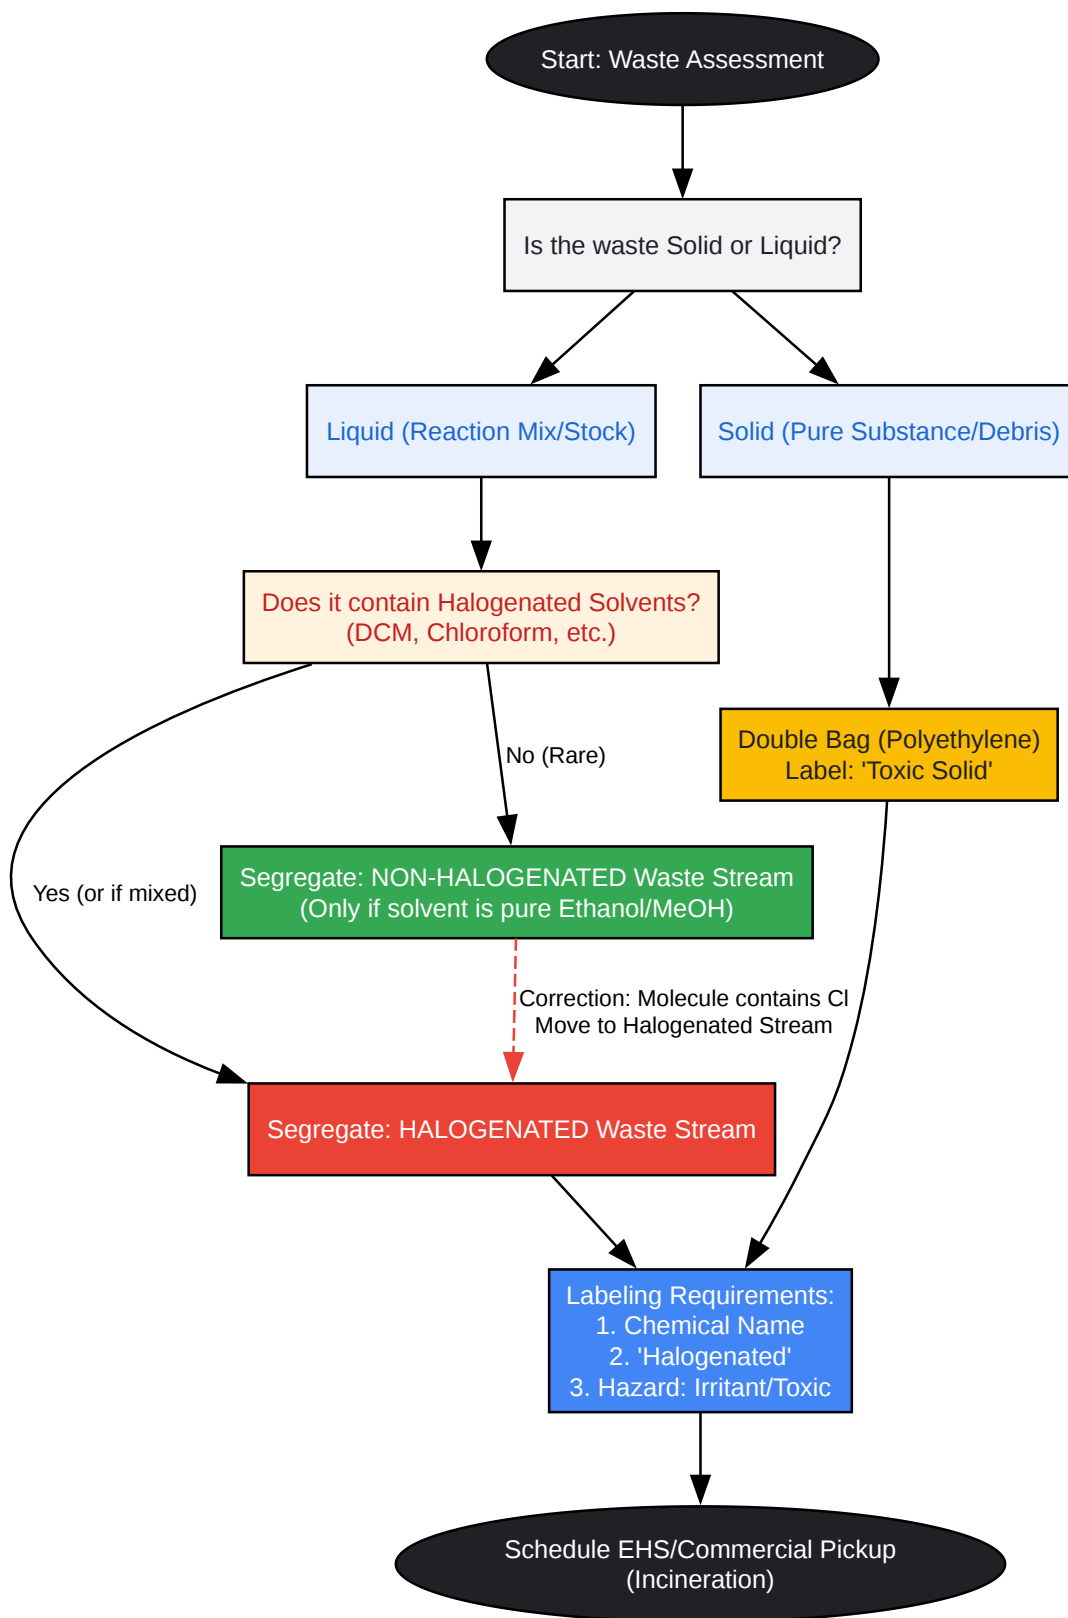 Start: Waste Assessment
Is the waste Solid or Liquid?
Liquid (Reaction Mix/Stock)
Solid (Pure Substance/Debris)
Does it contain Halogenated Solvents?
(DCM, Chloroform, etc.)
No (Rare)
Double Bag (Polyethylene)
Label: 'Toxic Solid'
Yes (or if mixed)
Segregate: NON-HALOGENATED Waste Stream
(Only if solvent is pure Ethanol/MeOH)
Correction: Molecule contains Cl
Move to Halogenated Stream
Segregate: HALOGENATED Waste Stream
Labeling Requirements:
1. Chemical Name
2. 'Halogenated'
3. Hazard: Irritant/Toxic
Schedule EHS/Commercial Pickup
(Incineration)